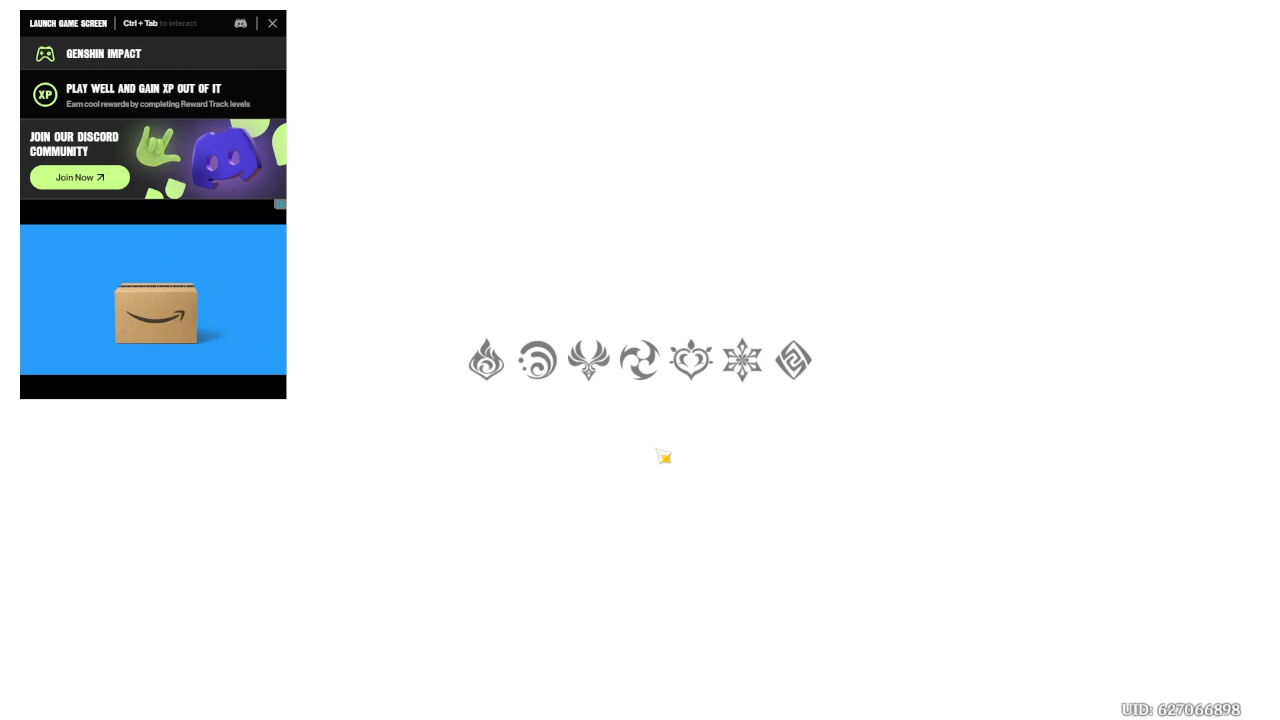 LAUNCH GAME SCREEN | Ctrl + Tab to interact
GENSHIN IMPACT
XP
PLAY WELL AND GAIN XP OUT OF IT
Earn cool rewards by completing Reward Track levels
JOIN OUR DISCORD
COMMUNITY
Join Now
UID: 627066898